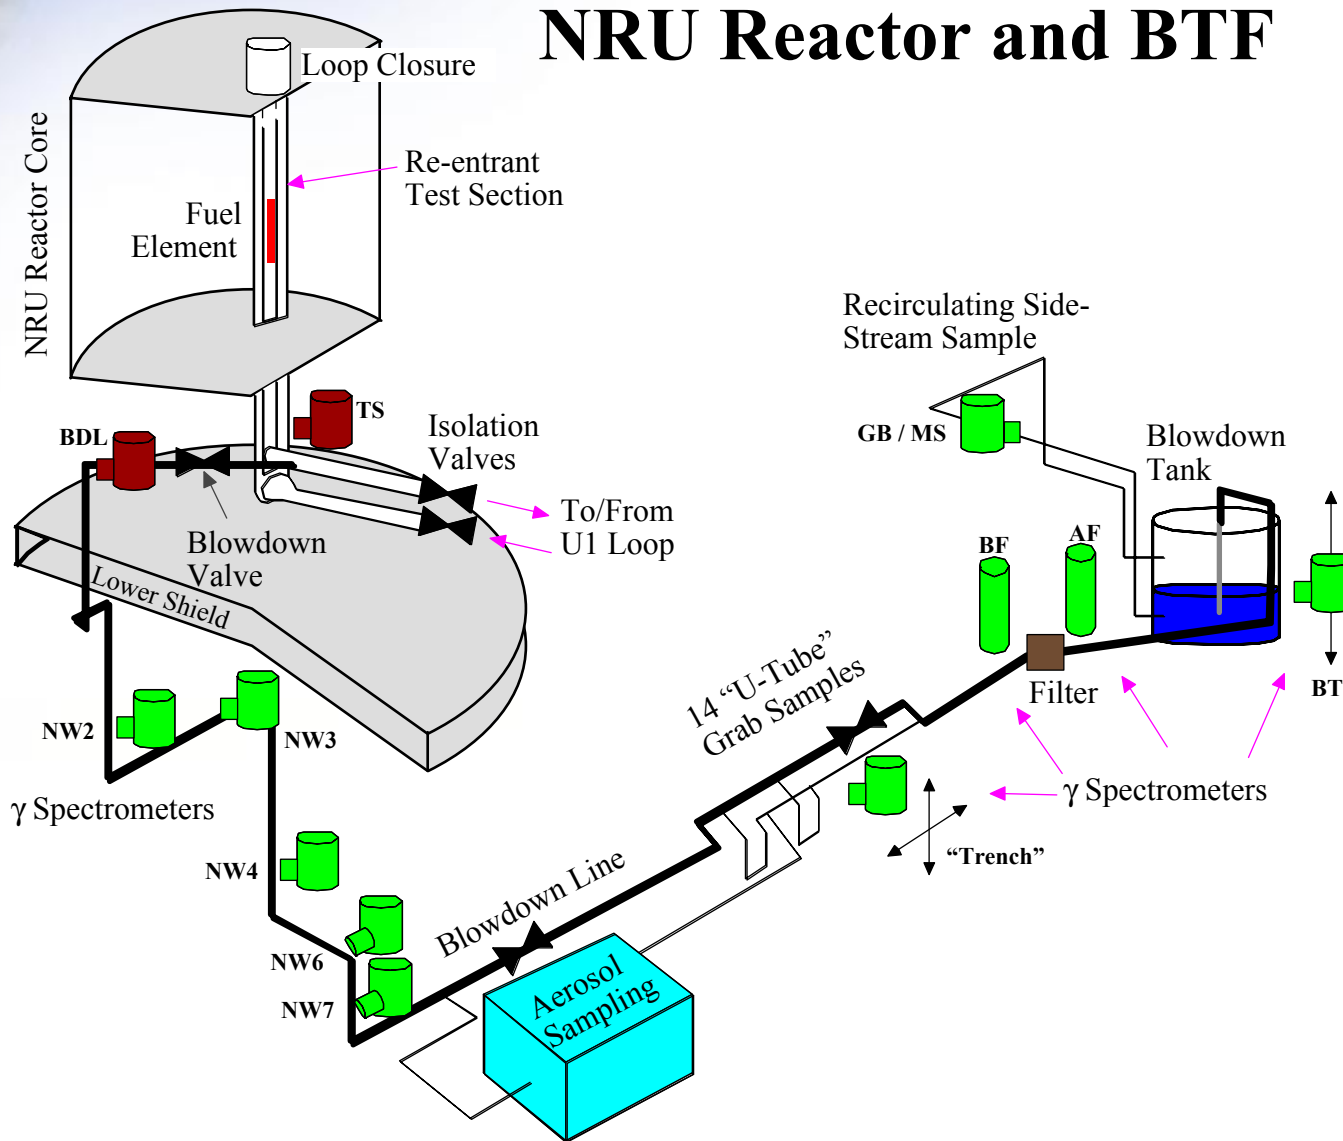 NRU Reactor and BTF
Loop Closure
NRU Reactor Core
Re-entrant
Test Section
Fuel
Element
Recirculating Side-
Stream Sample
TS
BDL
Isolation
Valves
GB / MS
Blowdown
Tank
To/From
U1 Loop
Blowdown
Valve
BF
AF
Lower Shield
14 “U-Tube”
Grab Samples
Filter
BT
NW2
NW3
γ Spectrometers
γ Spectrometers
“Trench”
NW4
Blowdown Line
NW6
NW7
Aerosol
Sampling